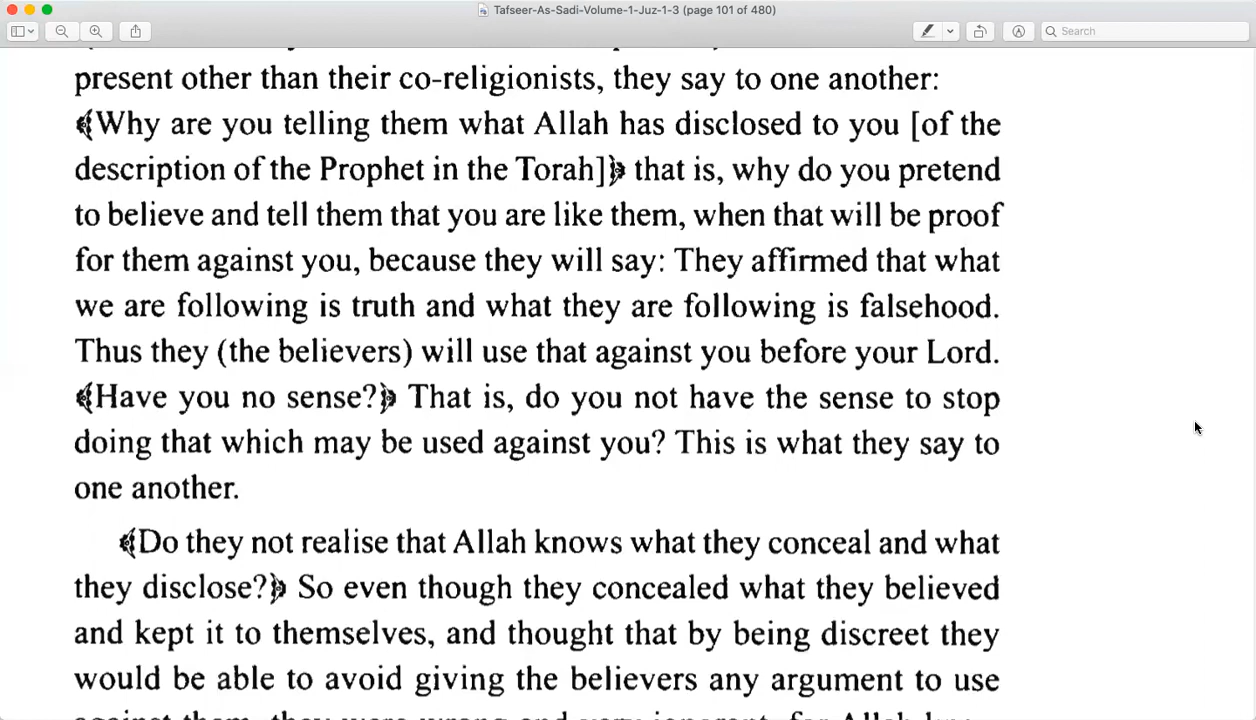 Tafseer-As-Sadi-Volume-1-Juz-1-3 (page 101 of 480)
Search
present other than their co-religionists, they say to one another:
﴾Why are you telling them what Allah has disclosed to you [of the
description of the Prophet in the Torah]﴿ that is, why do you pretend
to believe and tell them that you are like them, when that will be proof
for them against you, because they will say: They affirmed that what
we are following is truth and what they are following is falsehood.
Thus they (the believers) will use that against you before your Lord.
﴾Have you no sense?﴿ That is, do you not have the sense to stop
doing that which may be used against you? This is what they say to
one another.
﴾Do they not realise that Allah knows what they conceal and what
they disclose?﴿ So even though they concealed what they believed
and kept it to themselves, and thought that by being discreet they
would be able to avoid giving the believers any argument to use